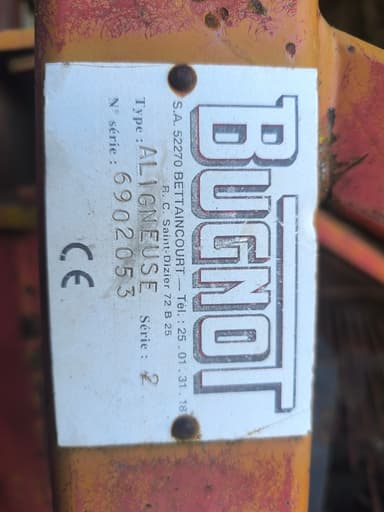 BUGNOT
S.A. 52270 BETTAINCOURT — Tél. : 25 . 01 . 31 . 18
R. C. Saint-Dizier 72 B 25
Type : ALIGNEUSE Série : 2
N° série : 6902053
CE